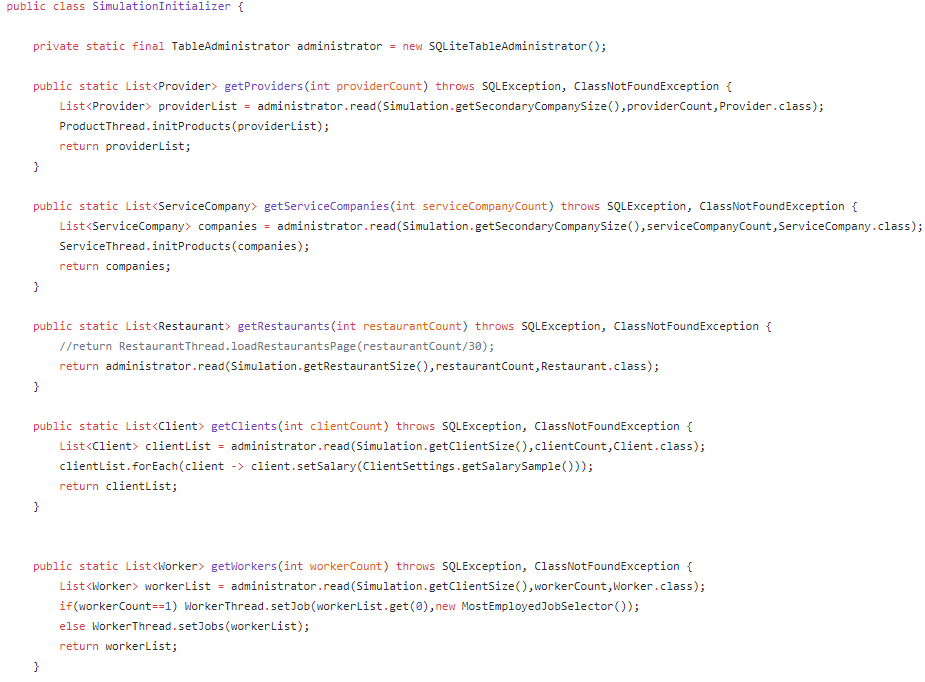 public class SimulationInitializer {
private static final TableAdministrator administrator = new SQLiteTableAdministrator();
public static List<Provider> getProviders(int providerCount) throws SQLException, ClassNotFoundException {
List<Provider> providerList = administrator.read(Simulation.getSecondaryCompanySize(),providerCount,Provider.class);
ProductThread.initProducts(providerList);
return providerList;
}
public static List<ServiceCompany> getServiceCompanies(int serviceCompanyCount) throws SQLException, ClassNotFoundException {
List<ServiceCompany> companies = administrator.read(Simulation.getSecondaryCompanySize(),serviceCompanyCount,ServiceCompany.class);
ServiceThread.initProducts(companies);
return companies;
}
public static List<Restaurant> getRestaurants(int restaurantCount) throws SQLException, ClassNotFoundException {
//return RestaurantThread.loadRestaurantsPage(restaurantCount/30);
return administrator.read(Simulation.getRestaurantSize(),restaurantCount,Restaurant.class);
}
public static List<Client> getClients(int clientCount) throws SQLException, ClassNotFoundException {
List<Client> clientList = administrator.read(Simulation.getClientSize(),clientCount,Client.class);
clientList.forEach(client -> client.setSalary(ClientSettings.getSalarySample()));
return clientList;
}
public static List<Worker> getWorkers(int workerCount) throws SQLException, ClassNotFoundException {
List<Worker> workerList = administrator.read(Simulation.getClientSize(),workerCount,Worker.class);
if(workerCount==1) WorkerThread.setJob(workerList.get(0),new MostEmployedJobSelector());
else WorkerThread.setJobs(workerList);
return workerList;
}